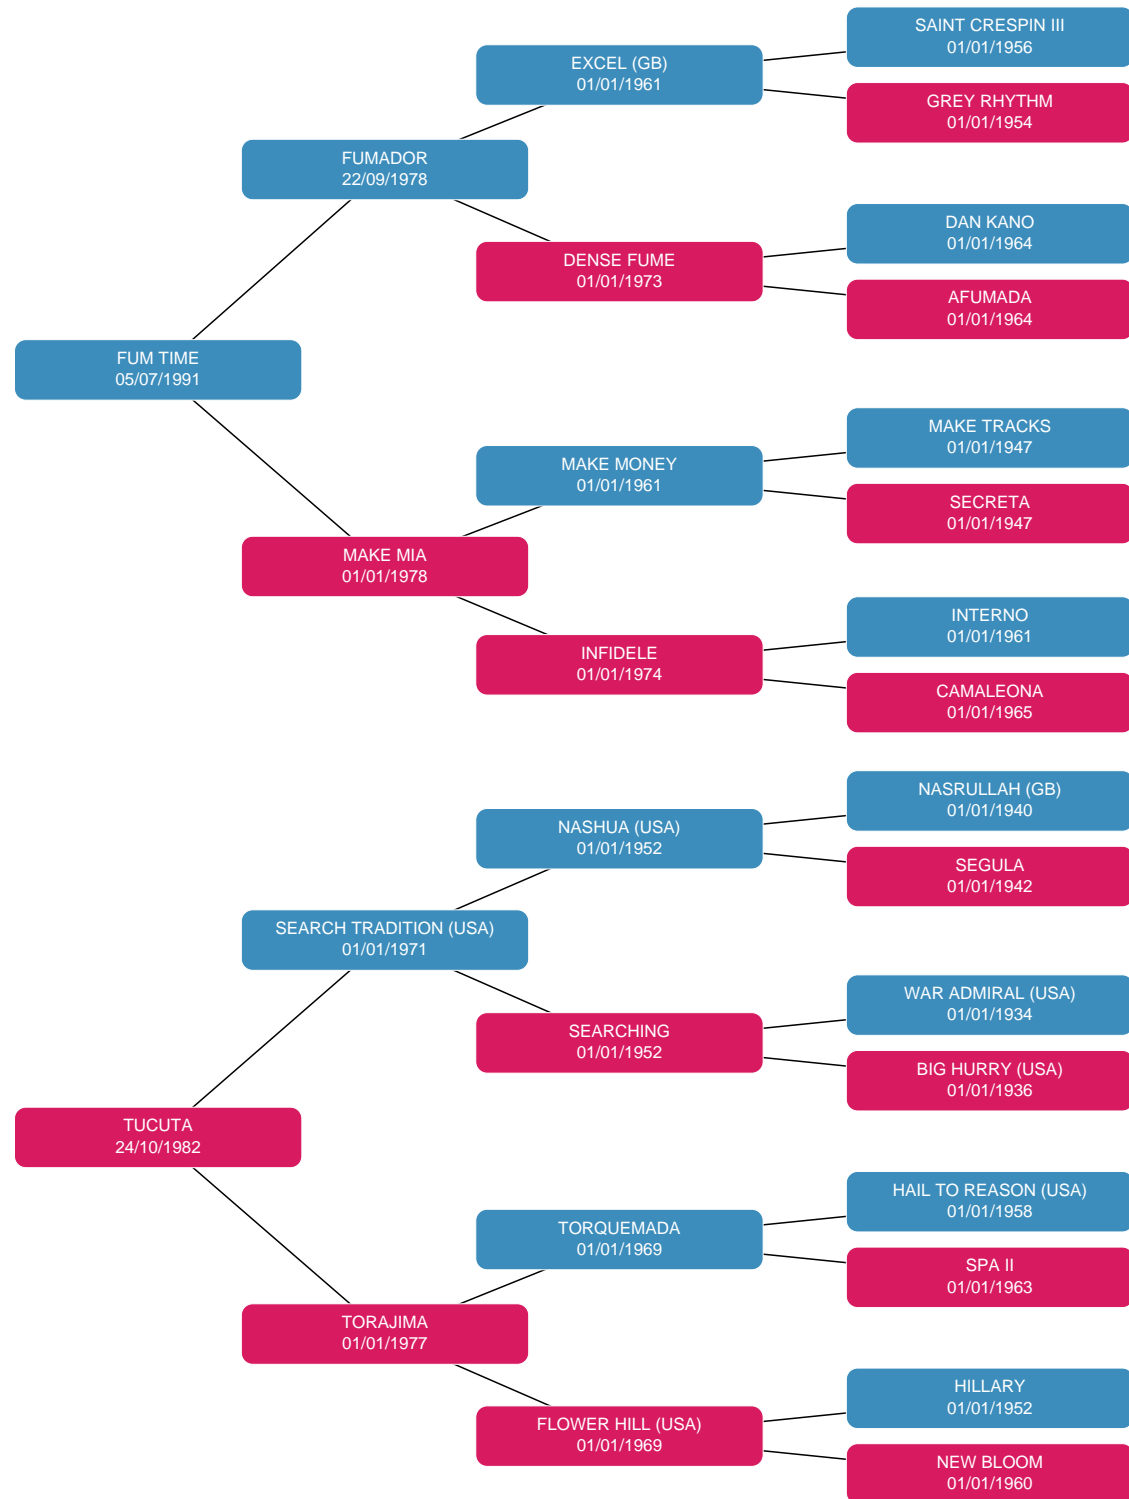 SAINT CRESPIN III
01/01/1956
EXCEL (GB)
01/01/1961
GREY RHYTHM
01/01/1954
FUMADOR
22/09/1978
DAN KANO
01/01/1964
DENSE FUME
01/01/1973
AFUMADA
01/01/1964
FUM TIME
05/07/1991
MAKE TRACKS
01/01/1947
MAKE MONEY
01/01/1961
SECRETA
01/01/1947
MAKE MIA
01/01/1978
INTERNO
01/01/1961
INFIDELE
01/01/1974
CAMALEONA
01/01/1965
NASRULLAH (GB)
01/01/1940
NASHUA (USA)
01/01/1952
SEGULA
01/01/1942
SEARCH TRADITION (USA)
01/01/1971
WAR ADMIRAL (USA)
01/01/1934
SEARCHING
01/01/1952
BIG HURRY (USA)
01/01/1936
TUCUTA
24/10/1982
HAIL TO REASON (USA)
01/01/1958
TORQUEMADA
01/01/1969
SPA II
01/01/1963
TORAJIMA
01/01/1977
HILLARY
01/01/1952
FLOWER HILL (USA)
01/01/1969
NEW BLOOM
01/01/1960